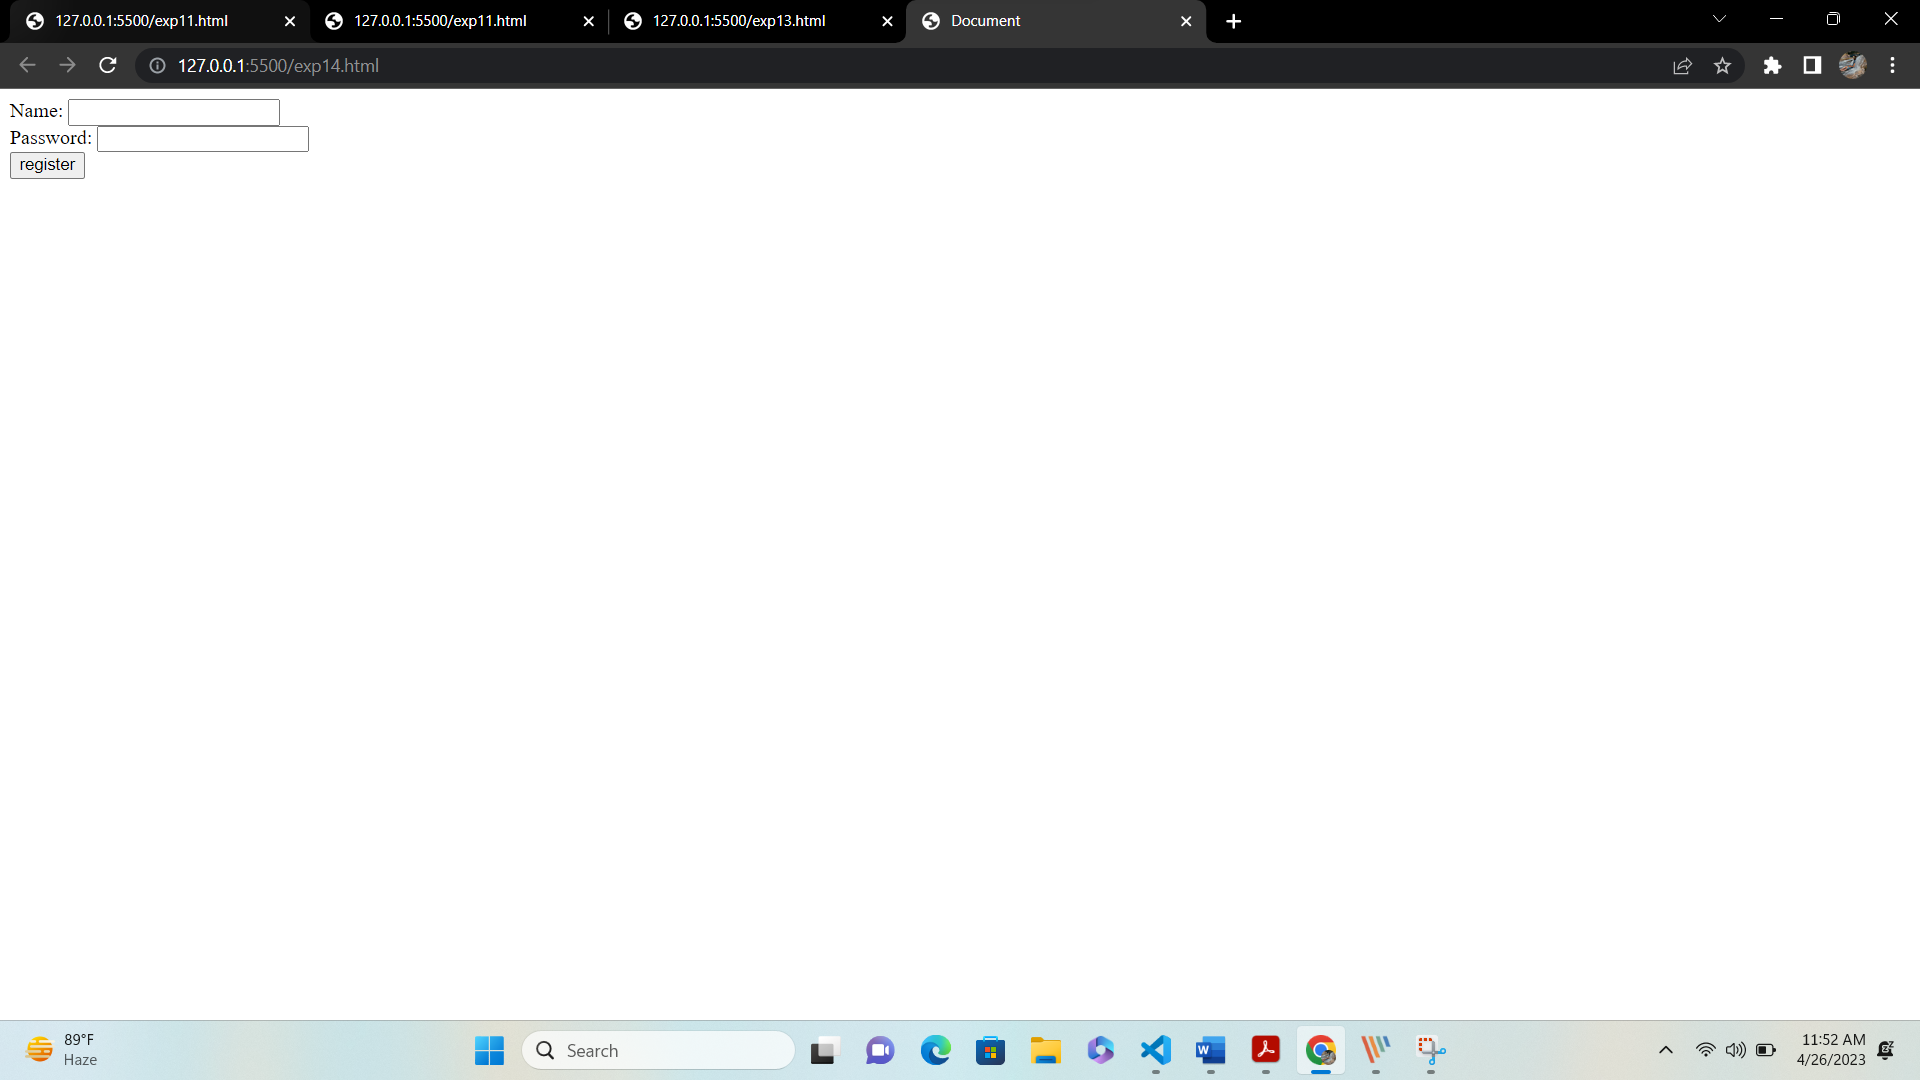 127.0.0.1:5500/exp11.html
127.0.0.1:5500/exp11.html
127.0.0.1:5500/exp13.html
Document
127.0.0.1:5500/exp14.html
Name:
Password:
register
89°F
Haze
Search
11:52 AM
4/26/2023